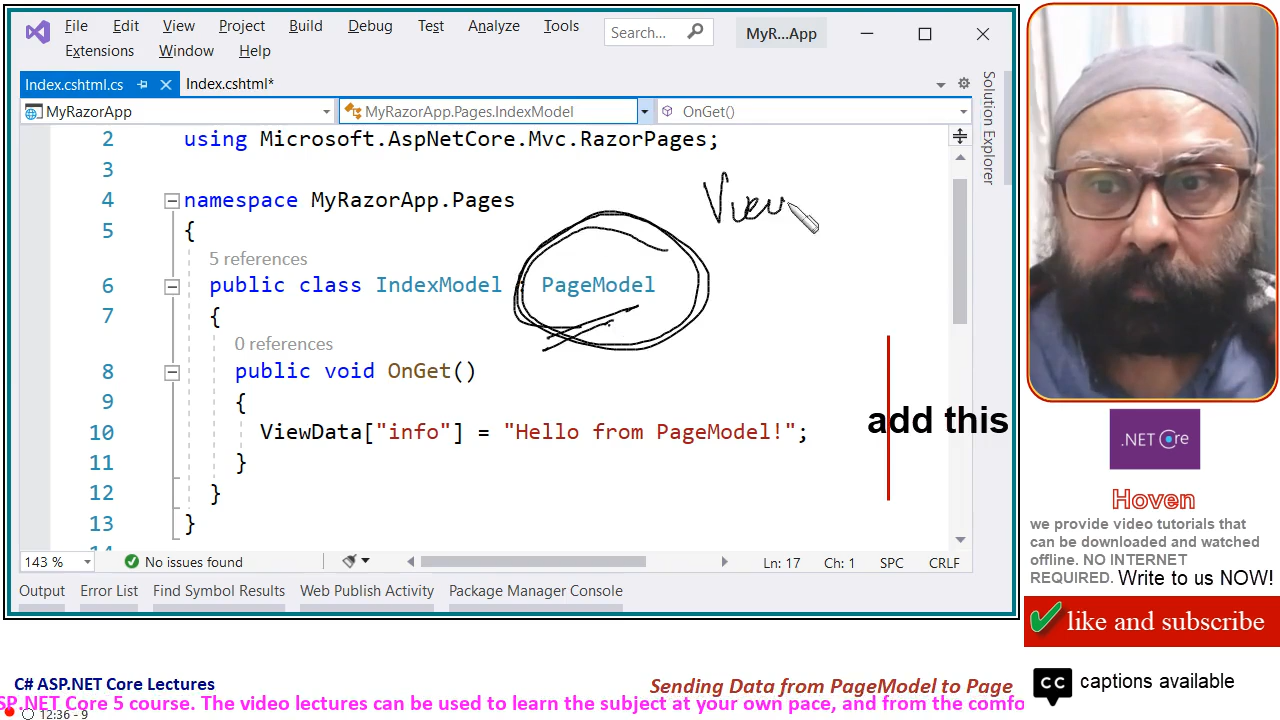 File Edit View Project Build Debug Test Analyze Tools Search... MyR...App
Extensions Window Help
Index.cshtml.cs Index.cshtml*
MyRazorApp MyRazorApp.Pages.IndexModel OnGet()
Solution Explorer
2 using Microsoft.AspNetCore.Mvc.RazorPages;
3
4 namespace MyRazorApp.Pages
5 {
5 references
6 public class IndexModel PageModel
7 {
0 references
8 public void OnGet()
9 {
10 ViewData["info"] = "Hello from PageModel!";
11 }
12 }
13 }
View
add this
143 % No issues found Ln: 17 Ch: 1 SPC CRLF
Output Error List Find Symbol Results Web Publish Activity Package Manager Console
.NET Core
Hoven
we provide video tutorials that
can be downloaded and watched
offline. NO INTERNET
REQUIRED. Write to us NOW!
like and subscribe
CC captions available
C# ASP.NET Core Lectures
Sending Data from PageModel to Page
SP.NET Core 5 course. The video lectures can be used to learn the subject at your own pace, and from the comfo
12:36 - 9